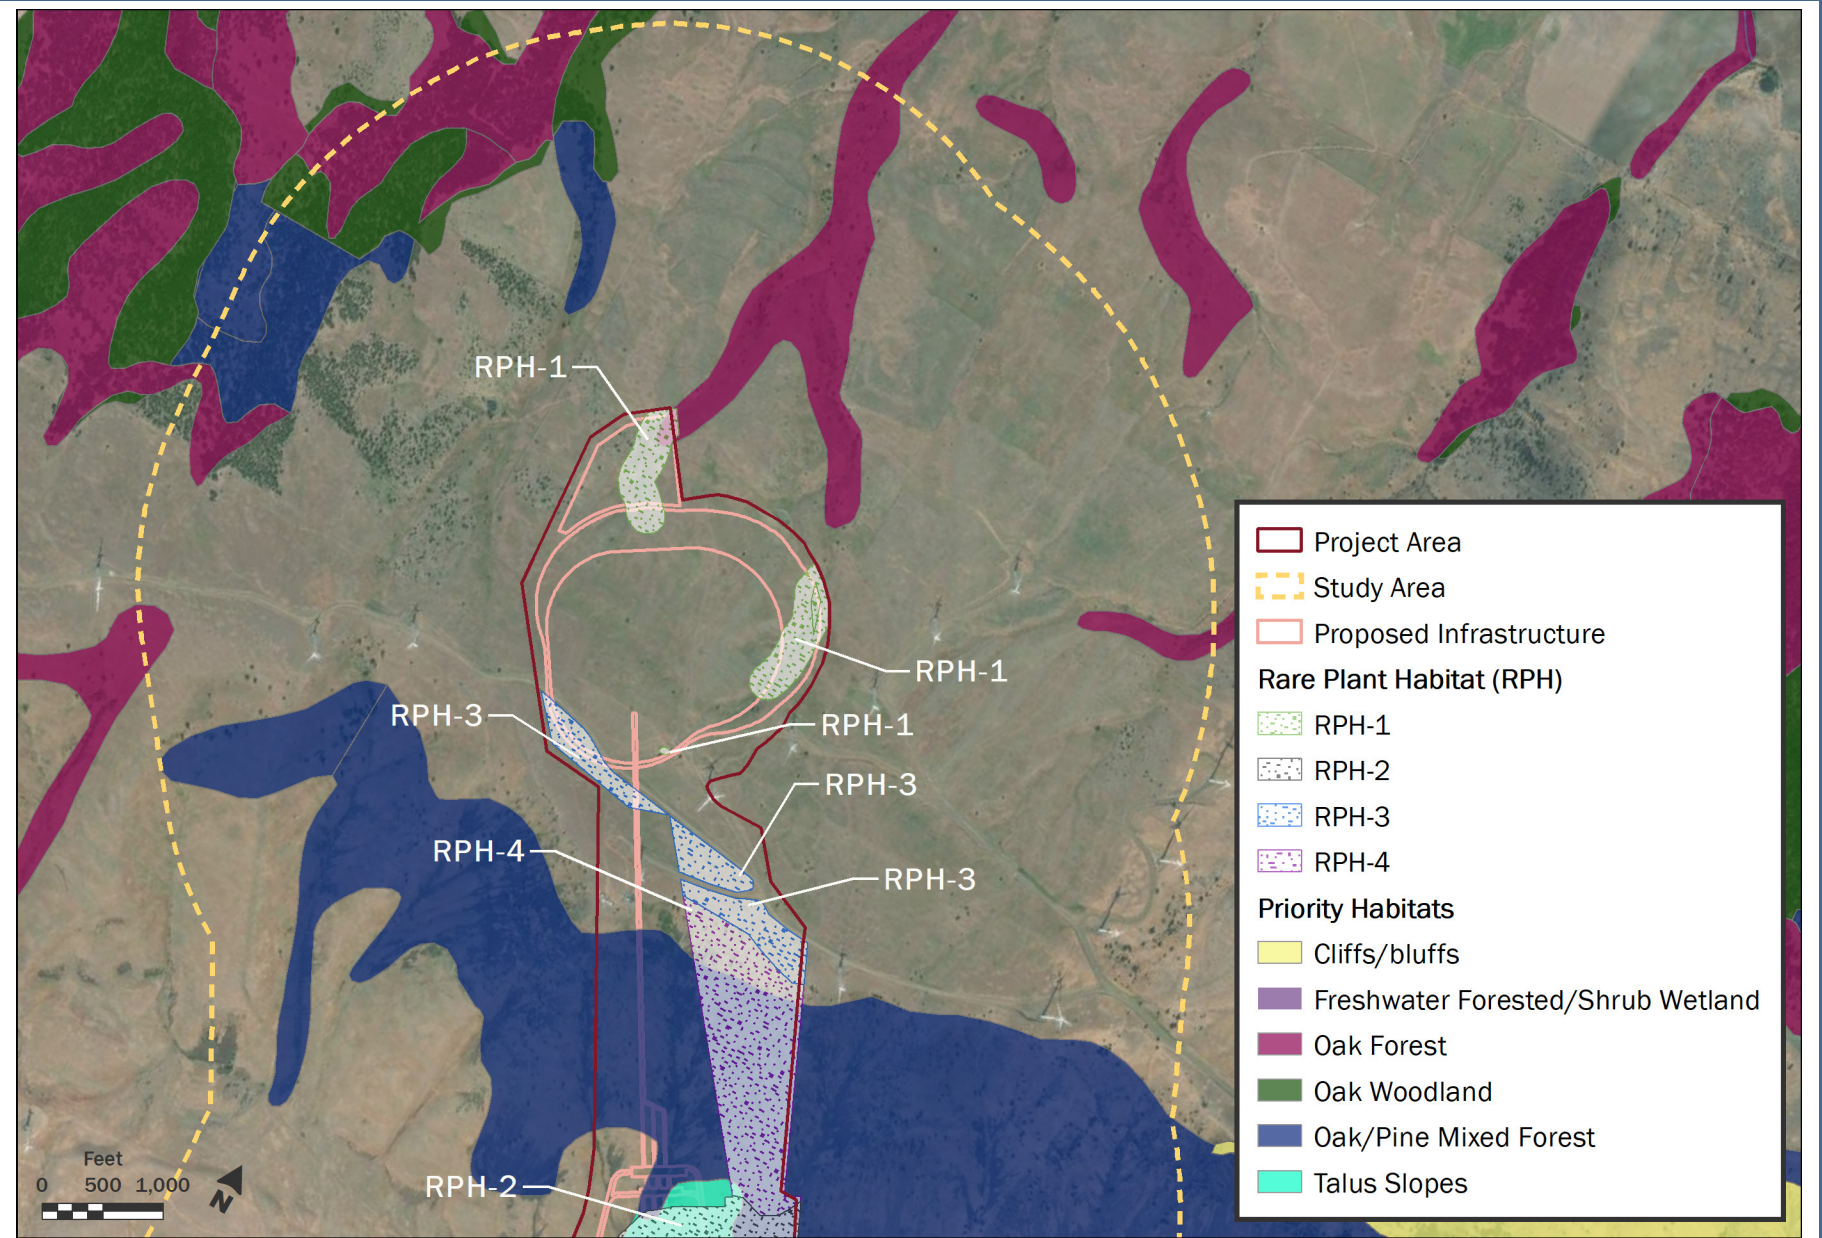 RPH-1
RPH-1
RPH-3
RPH-1
RPH-3
RPH-4
RPH-3
RPH-2
Feet
0 500 1,000
N
Project Area
Study Area
Proposed Infrastructure
Rare Plant Habitat (RPH)
RPH-1
RPH-2
RPH-3
RPH-4
Priority Habitats
Cliffs/bluffs
Freshwater Forested/Shrub Wetland
Oak Forest
Oak Woodland
Oak/Pine Mixed Forest
Talus Slopes